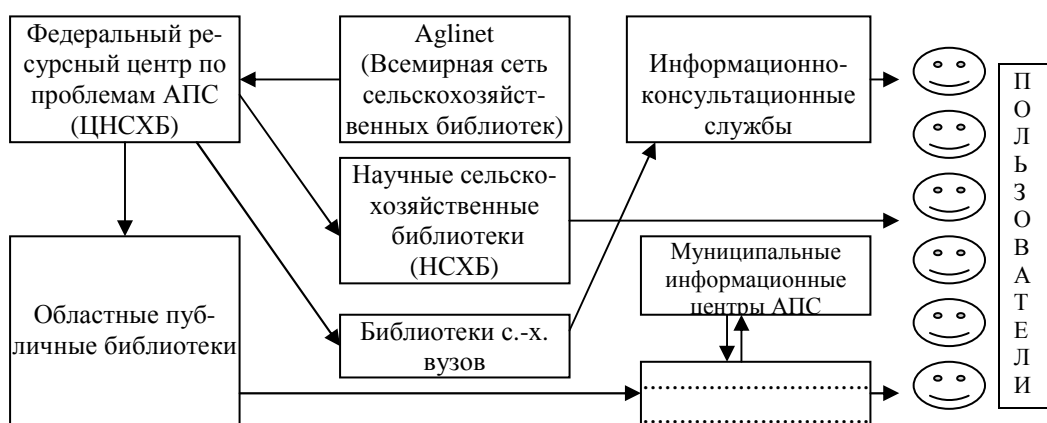 Федеральный ре-
сурсный центр по
проблемам АПС
(ЦНСХБ)
Aglinet
(Всемирная сеть
сельскохозяйст-
венных библиотек)
Информационно-
консультационные
службы
Научные сельско-
хозяйственные
библиотеки
(НСХБ)
Муниципальные
информационные
центры АПС
Областные пуб-
личные библиотеки
Библиотеки с.-х.
вузов
..............................
..............................
П
О
Л
Ь
З
О
В
А
Т
Е
Л
И